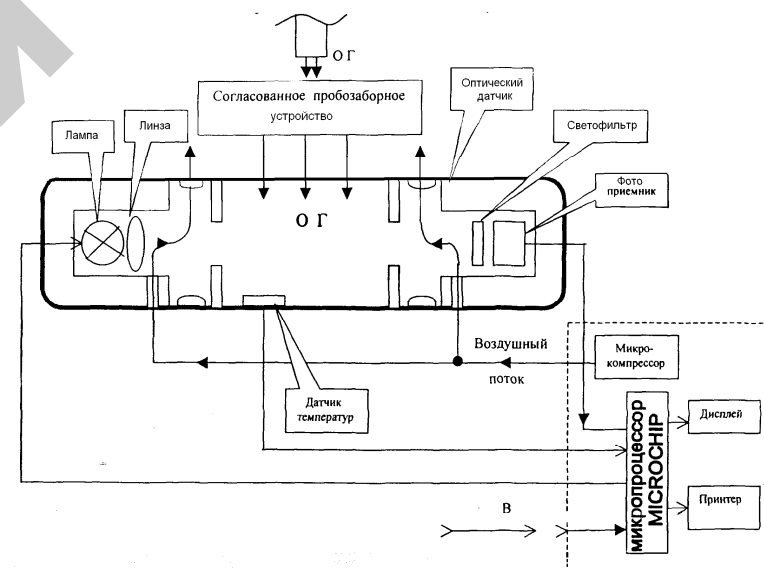 О Г
Согласованное пробозаборное
устройство
Оптический
датчик
Светофильтр
Линза
Лампа
Фото
приемник
О Г
Воздушный
поток
Микро-
компрессор
Датчик
температур
микропроцессор
MICROCHIP
Дисплей
Принтер
В